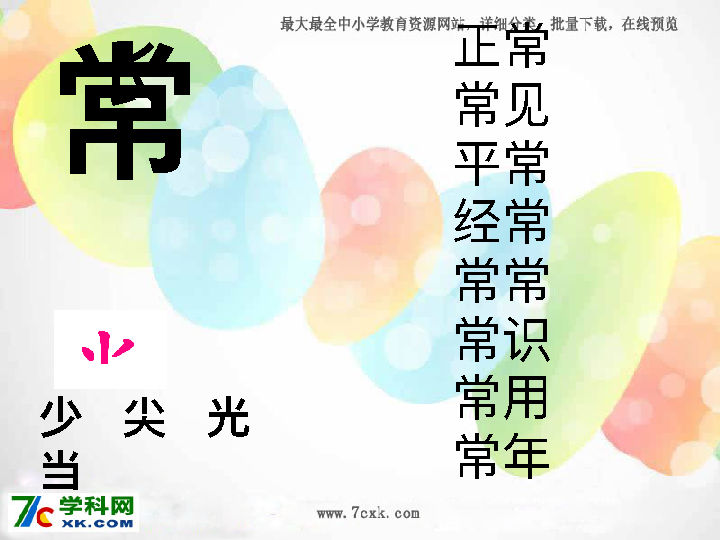 最大最全中小学教育资源网站，详细分类，批量下载，在线预览
常
正常
常见
平常
经常
常常
常识
常用
常年
⺌
少 尖 光
当
7C 学科网
XK.COM
www.7cxk.com